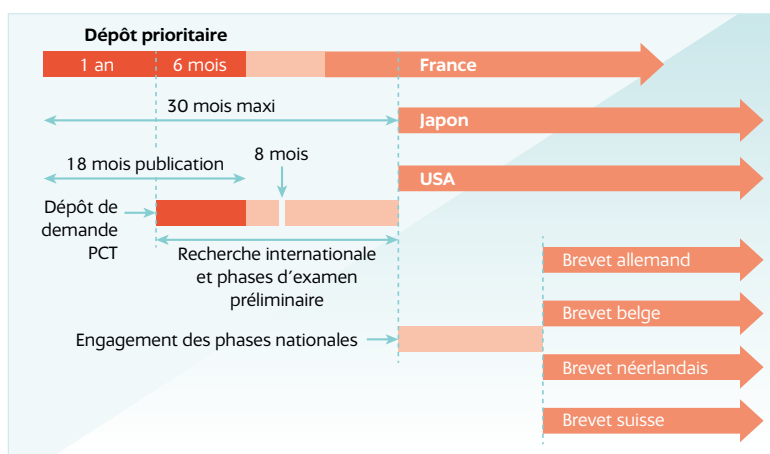 Dépôt prioritaire
1 an
6 mois
France
30 mois maxi
Japon
18 mois publication
8 mois
USA
Dépôt de
demande
PCT
Recherche internationale
et phases d'examen
préliminaire
Brevet allemand
Brevet belge
Engagement des phases nationales
Brevet néerlandais
Brevet suisse